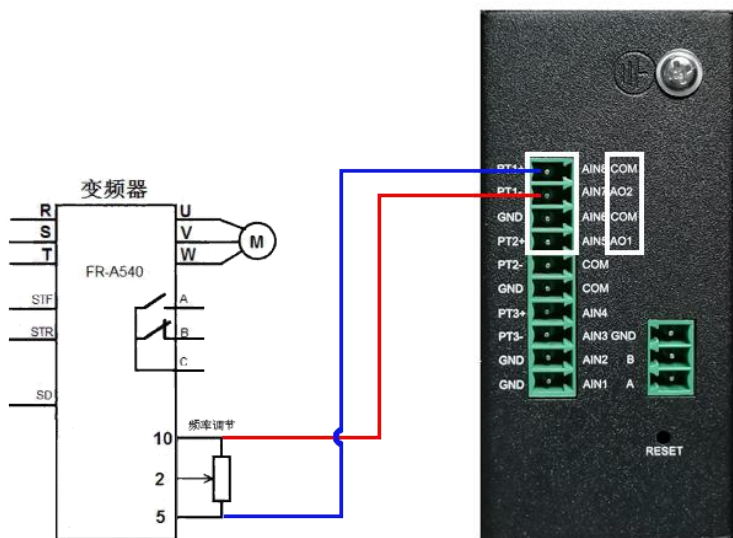 变频器
R
S
T
U
V
W
M
FR-A540
STF
STR
A
B
C
SD
频率调节
10
2
5
PT1+ AIN8 COM
PT1- AIN7 AO2
GND AIN6 COM
PT2+ AIN5 AO1
PT2- COM
GND COM
PT3+ AIN4
PT3- AIN3 GND
GND AIN2 B
GND AIN1 A
RESET